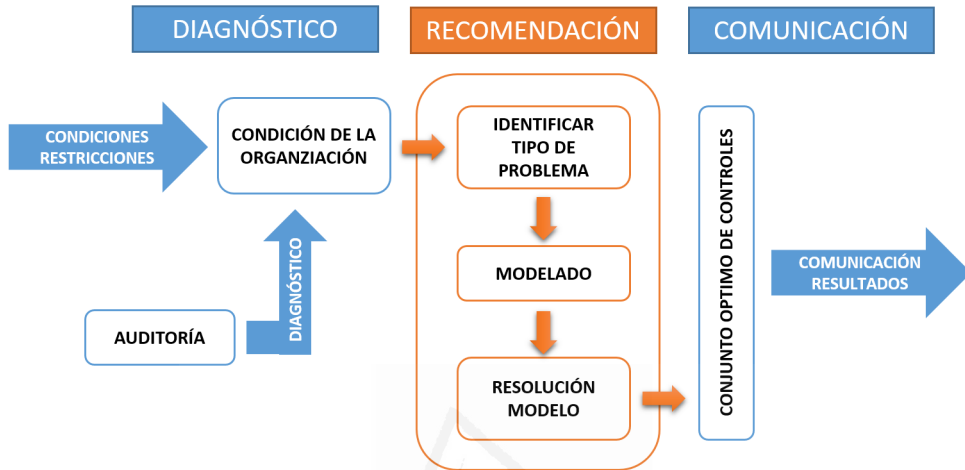 DIAGNÓSTICO
RECOMENDACIÓN
COMUNICACIÓN
CONDICIONES
RESTRICCIONES
CONDICIÓN DE LA
ORGANZIACIÓN
DIAGNÓSTICO
AUDITORÍA
IDENTIFICAR
TIPO DE
PROBLEMA
MODELADO
RESOLUCIÓN
MODELO
CONJUNTO OPTIMO DE CONTROLES
COMUNICACIÓN
RESULTADOS